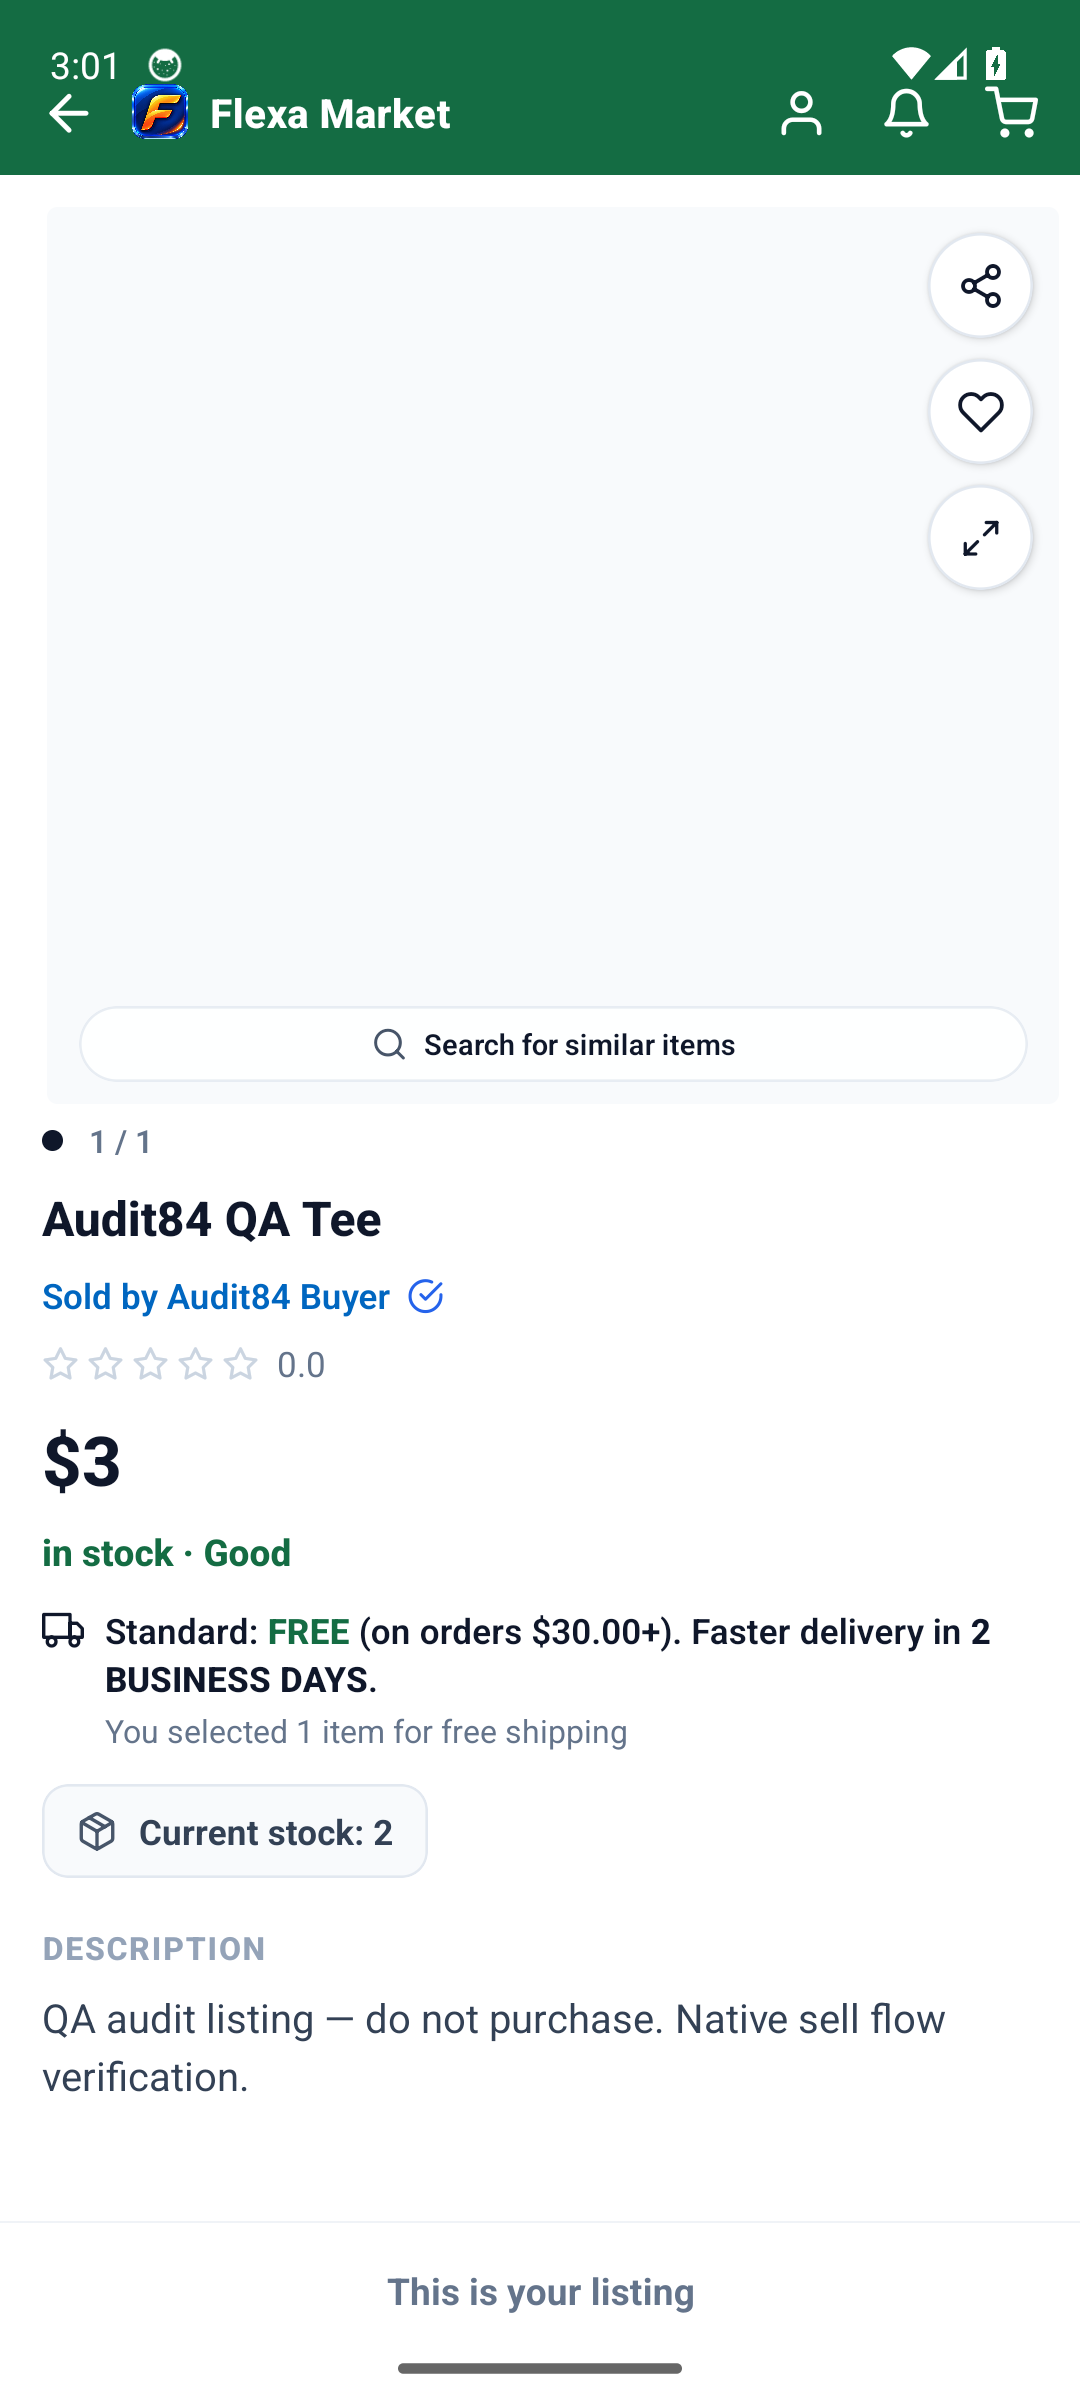 3:01
Flexa Market
Search for similar items
1 / 1
Audit84 QA Tee
Sold by Audit84 Buyer
0.0
$3
in stock · Good
Standard: FREE (on orders $30.00+). Faster delivery in 2
BUSINESS DAYS.
You selected 1 item for free shipping
Current stock: 2
DESCRIPTION
QA audit listing — do not purchase. Native sell flow
verification.
This is your listing